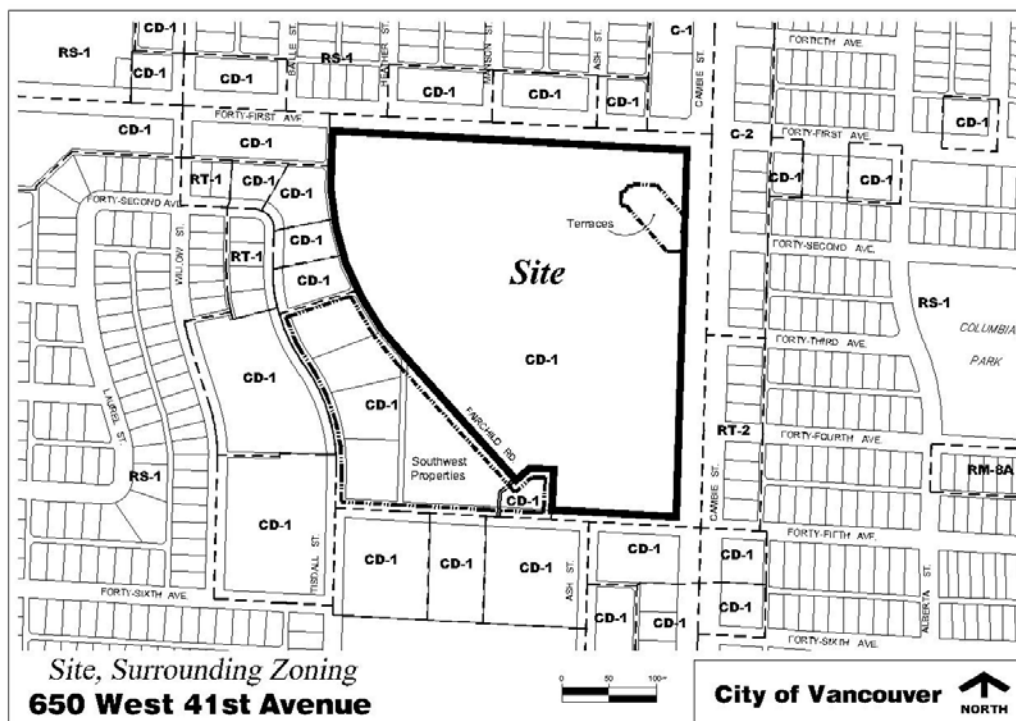 CD-1
C-1
RS-1
CD-1
CD-1
BAILLIE ST.
HEATHER ST.
RS-1
CD-1
MANSON ST.
CD-1
ASH ST.
CD-1
CAMBIE ST.
FORTIETH AVE.
CD-1
FORTY-FIRST AVE.
CD-1
CD-1
C-2
FORTY-FIRST AVE.
CD-1
RT-1
CD-1
CD-1
CD-1
CD-1
FORTY-SECOND AVE.
WILLOW ST.
Terraces
CD-1
RT-1
CD-1
Site
FORTY-SECOND AVE.
RS-1
COLUMBIA
PARK
CD-1
CD-1
FORTY-THIRD AVE.
LAUREL ST.
CD-1
FAIRCHILD RD.
RT-2
FORTY-FOURTH AVE.
RS-1
Southwest
Properties
RM-8A
CD-1
CD-1
TISDALL ST.
CAMBIE ST.
FORTY-FIFTH AVE.
CD-1
CD-1
CD-1
ASH ST.
CD-1
CD-1
ALBERTA ST.
FORTY-SIXTH AVE.
CD-1
CD-1
CD-1
FORTY-SIXTH AVE.
Site, Surrounding Zoning
650 West 41st Avenue
0 50 100m
City of Vancouver
NORTH